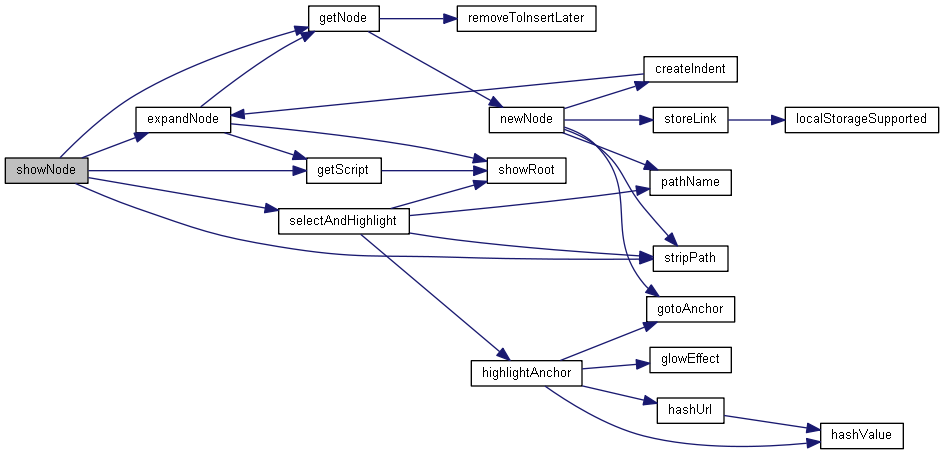 getNode
removeToInsertLater
createIndent
expandNode
newNode
storeLink
localStorageSupported
showNode
getScript
showRoot
pathName
selectAndHighlight
stripPath
gotoAnchor
glowEffect
highlightAnchor
hashUrl
hashValue